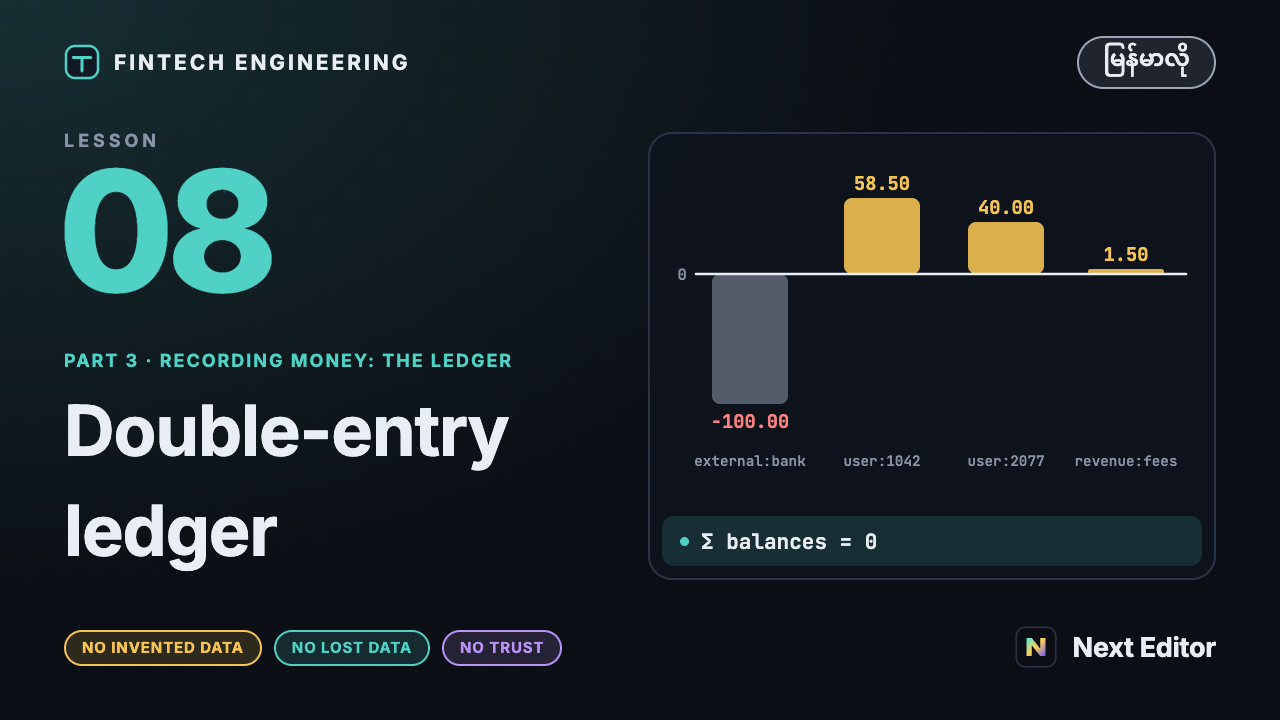 FINTECH ENGINEERING
မြန်မာလို
LESSON
08
PART 3 · RECORDING MONEY: THE LEDGER
Double-entry
ledger
58.50
40.00
1.50
0
-100.00
external:bank
user:1042
user:2077
revenue:fees
Σ balances = 0
NO INVENTED DATA
NO LOST DATA
NO TRUST
N
Next Editor